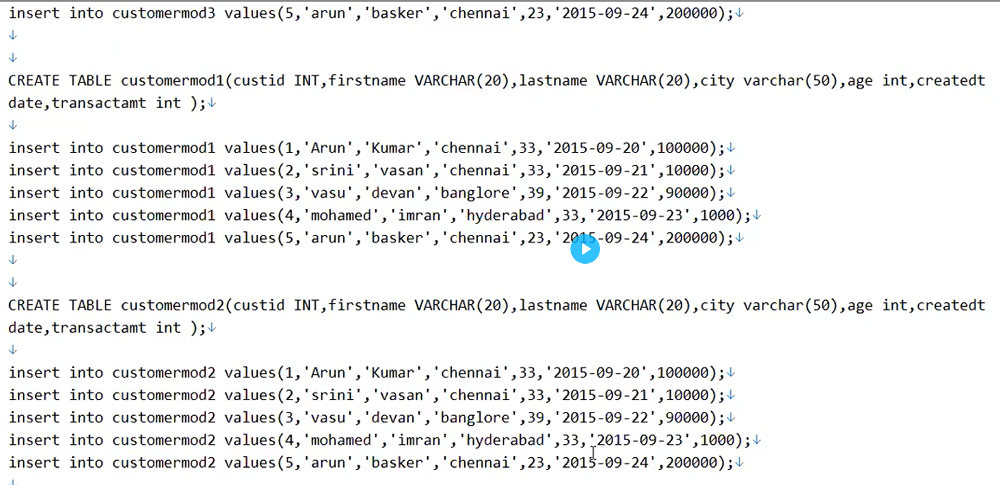 insert into customermod3 values(5,'arun','basker','chennai',23,'2015-09-24',200000);↓
↓
↓
CREATE TABLE customermod1(custid INT,firstname VARCHAR(20),lastname VARCHAR(20),city varchar(50),age int,createdt
date,transactamt int );↓
↓
insert into customermod1 values(1,'Arun','Kumar','chennai',33,'2015-09-20',100000);↓
insert into customermod1 values(2,'srini','vasan','chennai',33,'2015-09-21',10000);↓
insert into customermod1 values(3,'vasu','devan','banglore',39,'2015-09-22',90000);↓
insert into customermod1 values(4,'mohamed','imran','hyderabad',33,'2015-09-23',1000);↓
insert into customermod1 values(5,'arun','basker','chennai',23,'2015-09-24',200000);↓
↓
↓
CREATE TABLE customermod2(custid INT,firstname VARCHAR(20),lastname VARCHAR(20),city varchar(50),age int,createdt
date,transactamt int );↓
↓
insert into customermod2 values(1,'Arun','Kumar','chennai',33,'2015-09-20',100000);↓
insert into customermod2 values(2,'srini','vasan','chennai',33,'2015-09-21',10000);↓
insert into customermod2 values(3,'vasu','devan','banglore',39,'2015-09-22',90000);↓
insert into customermod2 values(4,'mohamed','imran','hyderabad',33,'2015-09-23',1000);↓
insert into customermod2 values(5,'arun','basker','chennai',23,'2015-09-24',200000);↓
↓